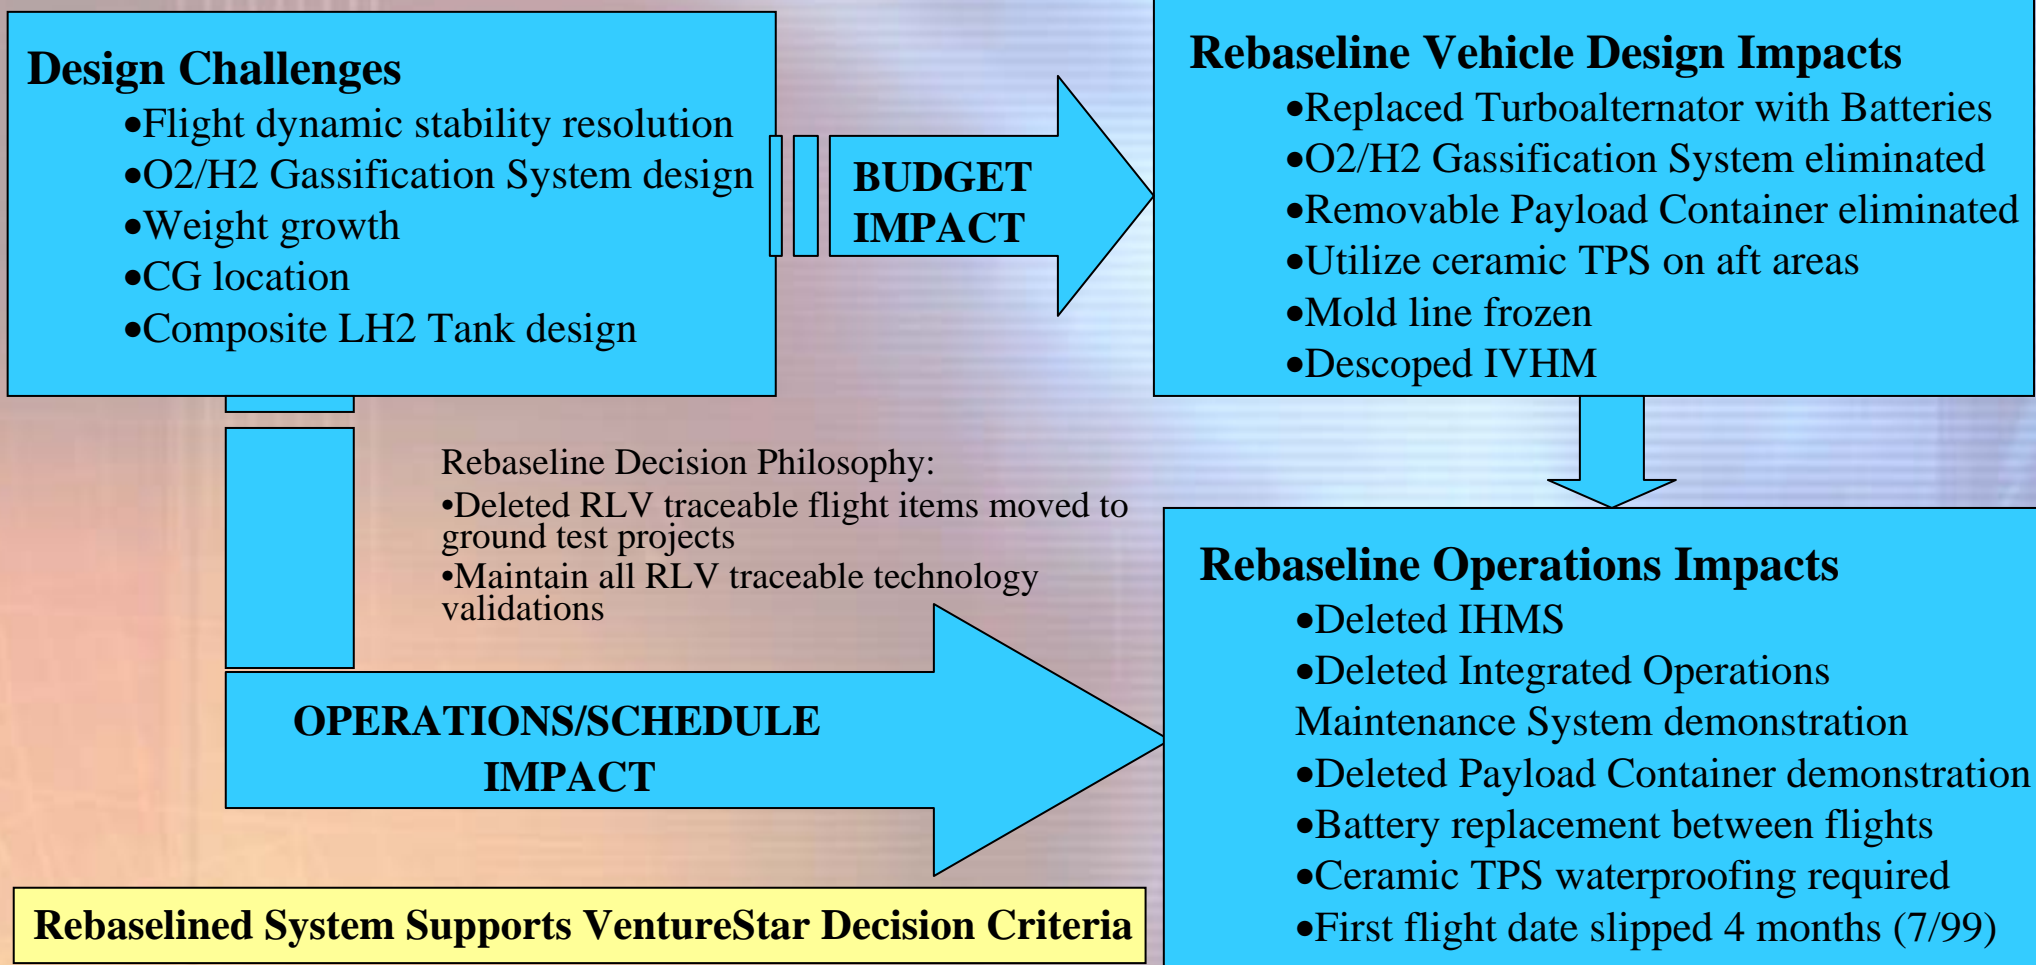 Design Challenges
•Flight dynamic stability resolution
•O2/H2 Gassification System design
•Weight growth
•CG location
•Composite LH2 Tank design
BUDGET
IMPACT
Rebaseline Vehicle Design Impacts
•Replaced Turboalternator with Batteries
•O2/H2 Gassification System eliminated
•Removable Payload Container eliminated
•Utilize ceramic TPS on aft areas
•Mold line frozen
•Descoped IVHM
Rebaseline Decision Philosophy:
•Deleted RLV traceable flight items moved to
ground test projects
•Maintain all RLV traceable technology
validations
OPERATIONS/SCHEDULE
IMPACT
Rebaseline Operations Impacts
•Deleted IHMS
•Deleted Integrated Operations
Maintenance System demonstration
•Deleted Payload Container demonstration
•Battery replacement between flights
•Ceramic TPS waterproofing required
•First flight date slipped 4 months (7/99)
Rebaselined System Supports VentureStar Decision Criteria